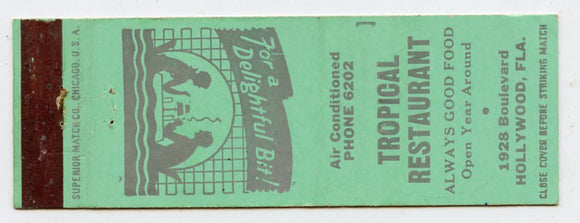 SUPERIOR MATCH CO., CHICAGO, U.S.A.
For a
Delightful Bit!
Air Conditioned
PHONE 6202
TROPICAL
RESTAURANT
ALWAYS GOOD FOOD
Open Year Around
1928 Boulevard
HOLLYWOOD, FLA.
CLOSE COVER BEFORE STRIKING MATCH